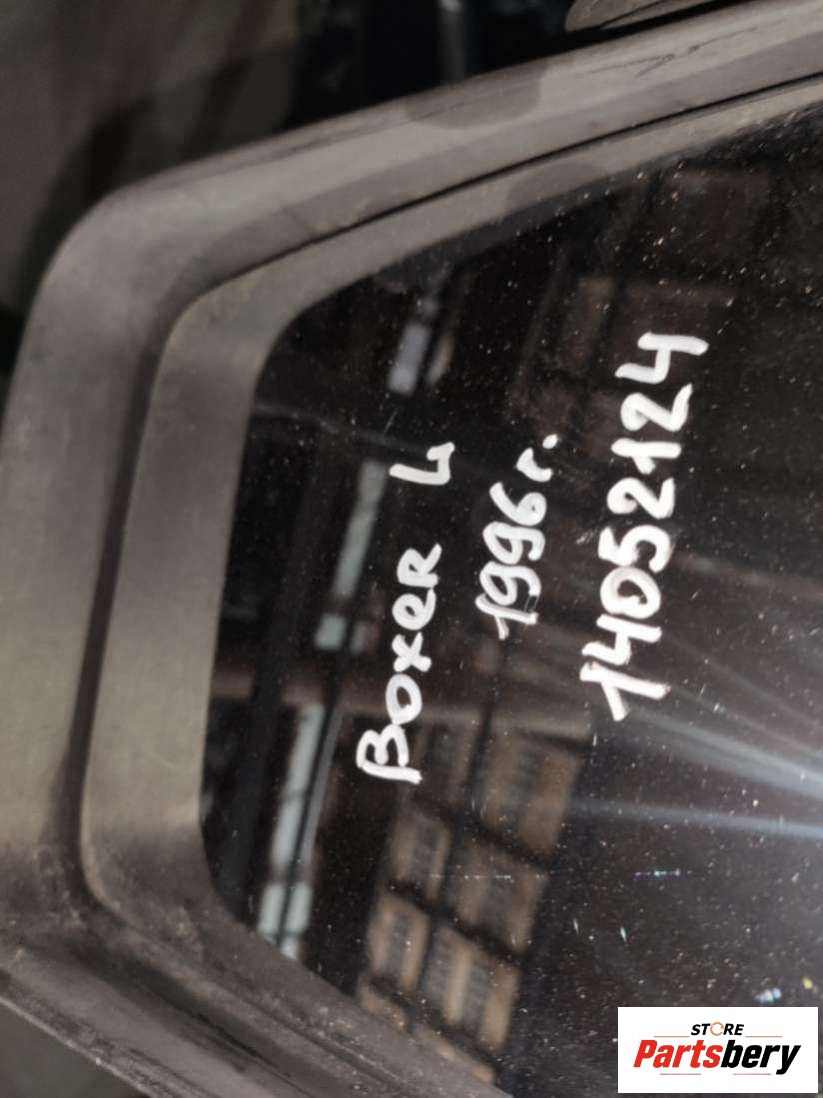 BoxeR L
1996г.
14052124
STORE
Partsbery